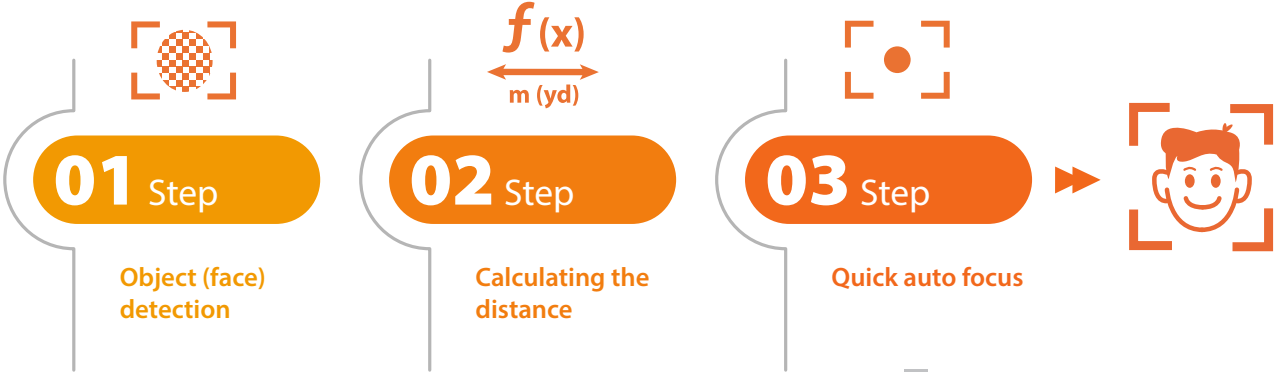 f(x)
m (yd)
01 Step
02 Step
03 Step
Object (face)
detection
Calculating the
distance
Quick auto focus